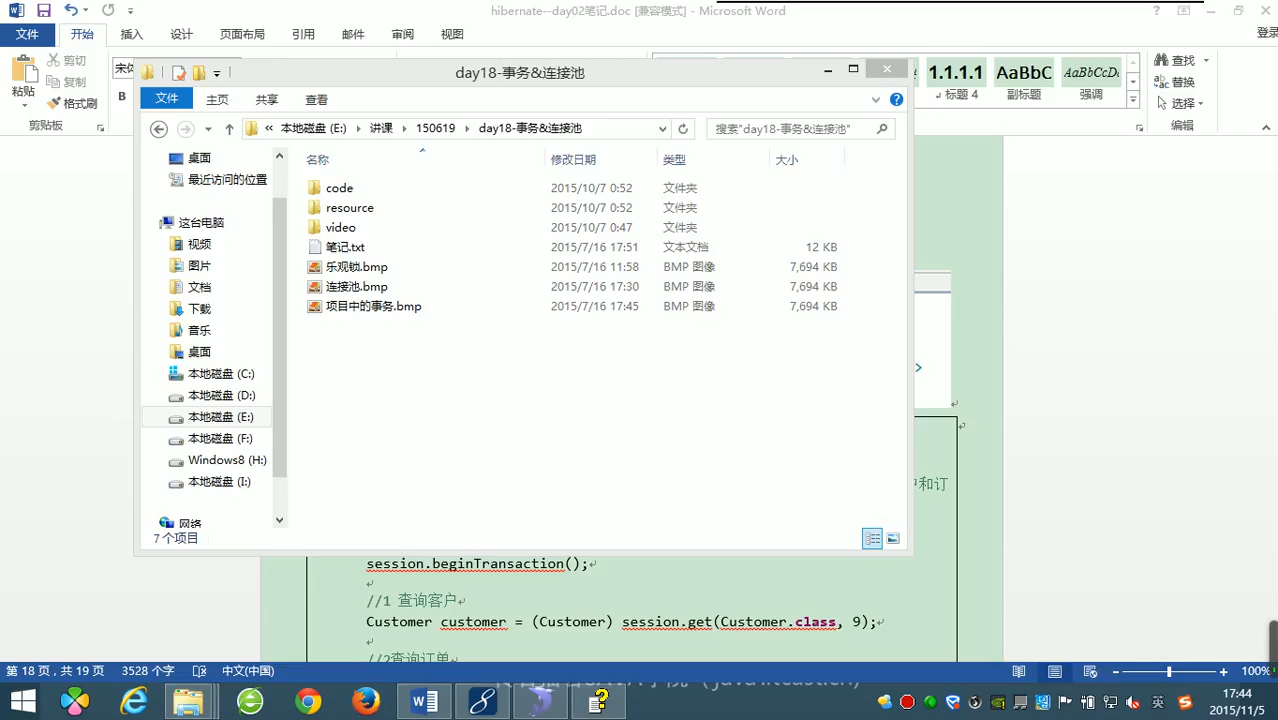 hibernate--day02笔记.doc [兼容模式] - Microsoft Word
文件 开始 插入 设计 页面布局 引用 邮件 审阅 视图 登录
剪切
复制
粘贴
格式刷
剪贴板
B
1.1.1.1 AaBbC AaBbCcDι
标题 4 副标题 强调
查找
替换
选择
编辑
day18-事务&连接池
文件 主页 共享 查看
« 本地磁盘 (E:) 讲课 150619 day18-事务&连接池
搜索"day18-事务&连接池"
名称 修改日期 类型 大小
code 2015/10/7 0:52 文件夹
resource 2015/10/7 0:52 文件夹
video 2015/10/7 0:47 文件夹
笔记.txt 2015/7/16 17:51 文本文档 12 KB
乐观锁.bmp 2015/7/16 11:58 BMP 图像 7,694 KB
连接池.bmp 2015/7/16 17:30 BMP 图像 7,694 KB
项目中的事务.bmp 2015/7/16 17:45 BMP 图像 7,694 KB
桌面
最近访问的位置
这台电脑
视频
图片
文档
下载
音乐
桌面
本地磁盘 (C:)
本地磁盘 (D:)
本地磁盘 (E:)
本地磁盘 (F:)
Windows8 (H:)
本地磁盘 (I:)
网络
7 个项目
>
和订
session.beginTransaction();
//1 查询客户
Customer customer = (Customer) session.get(Customer.class, 9);
//2查询订单
第 18 页，共 19 页 3528 个字 中文(中国) 100%
英
17:44
2015/11/5